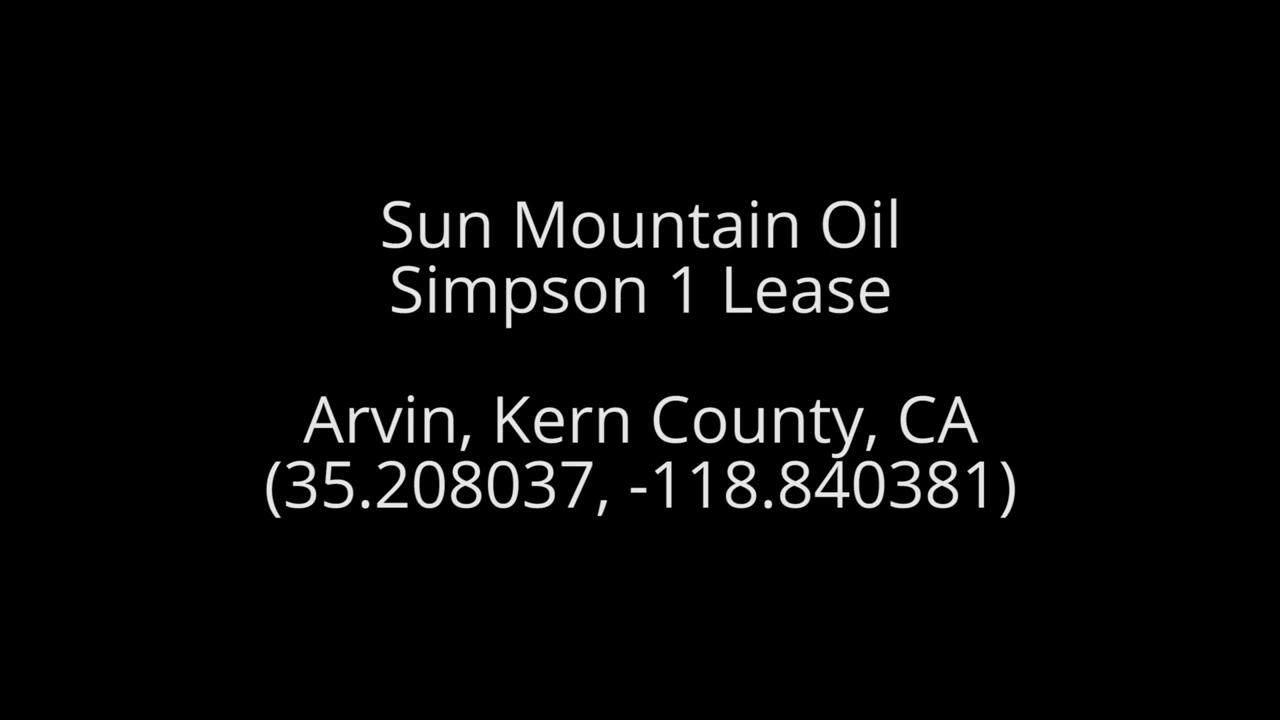 Sun Mountain Oil
Simpson 1 Lease
Arvin, Kern County, CA
(35.208037, -118.840381)